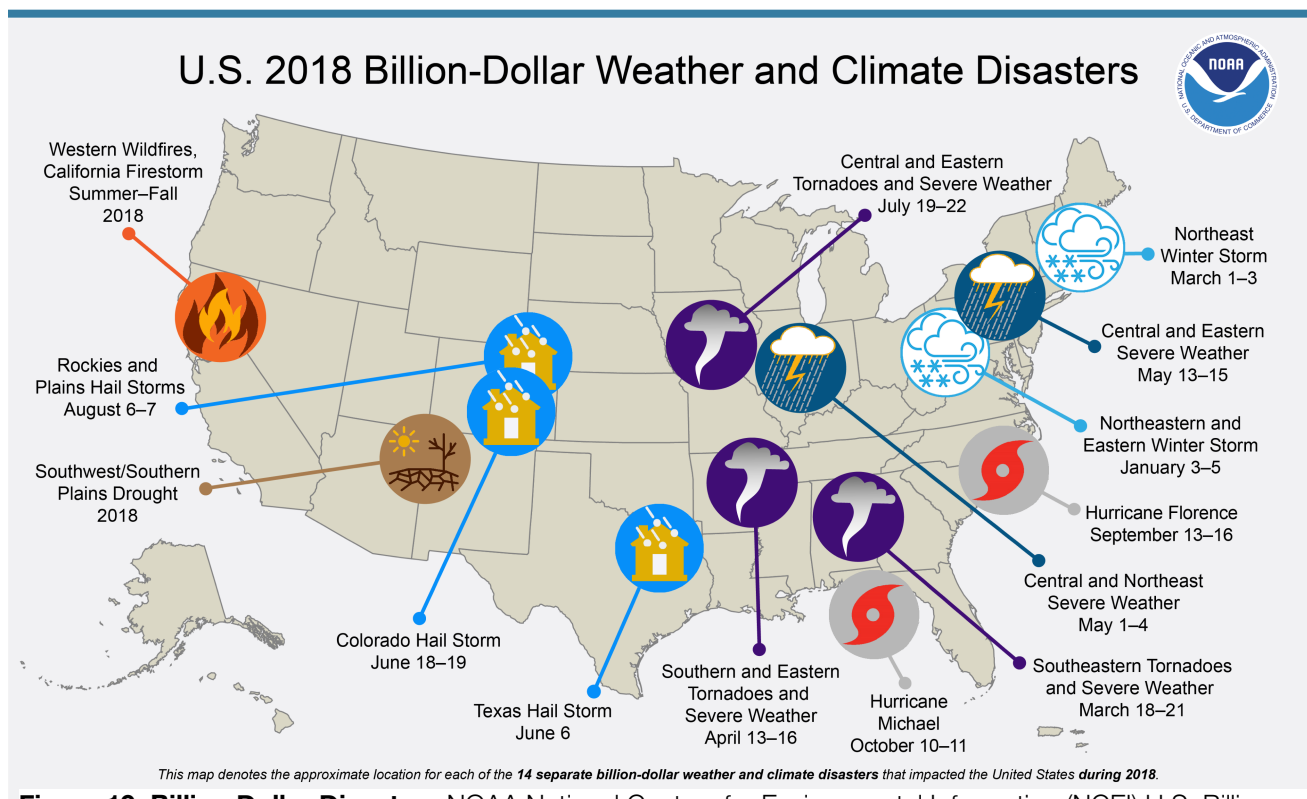 U.S. 2018 Billion-Dollar Weather and Climate Disasters
NATIONAL OCEANIC AND ATMOSPHERIC ADMINISTRATION
NOAA
U.S. DEPARTMENT OF COMMERCE
Western Wildfires,
California Firestorm
Summer–Fall
2018
Central and Eastern
Tornadoes and Severe Weather
July 19–22
Northeast
Winter Storm
March 1–3
Central and Eastern
Severe Weather
May 13–15
Rockies and
Plains Hail Storms
August 6–7
Northeastern and
Eastern Winter Storm
January 3–5
Southwest/Southern
Plains Drought
2018
Hurricane Florence
September 13–16
Central and Northeast
Severe Weather
May 1–4
Colorado Hail Storm
June 18–19
Southern and Eastern
Tornadoes and
Severe Weather
April 13–16
Southeastern Tornadoes
and Severe Weather
March 18–21
Texas Hail Storm
June 6
Hurricane
Michael
October 10–11
This map denotes the approximate location for each of the 14 separate billion-dollar weather and climate disasters that impacted the United States during 2018.